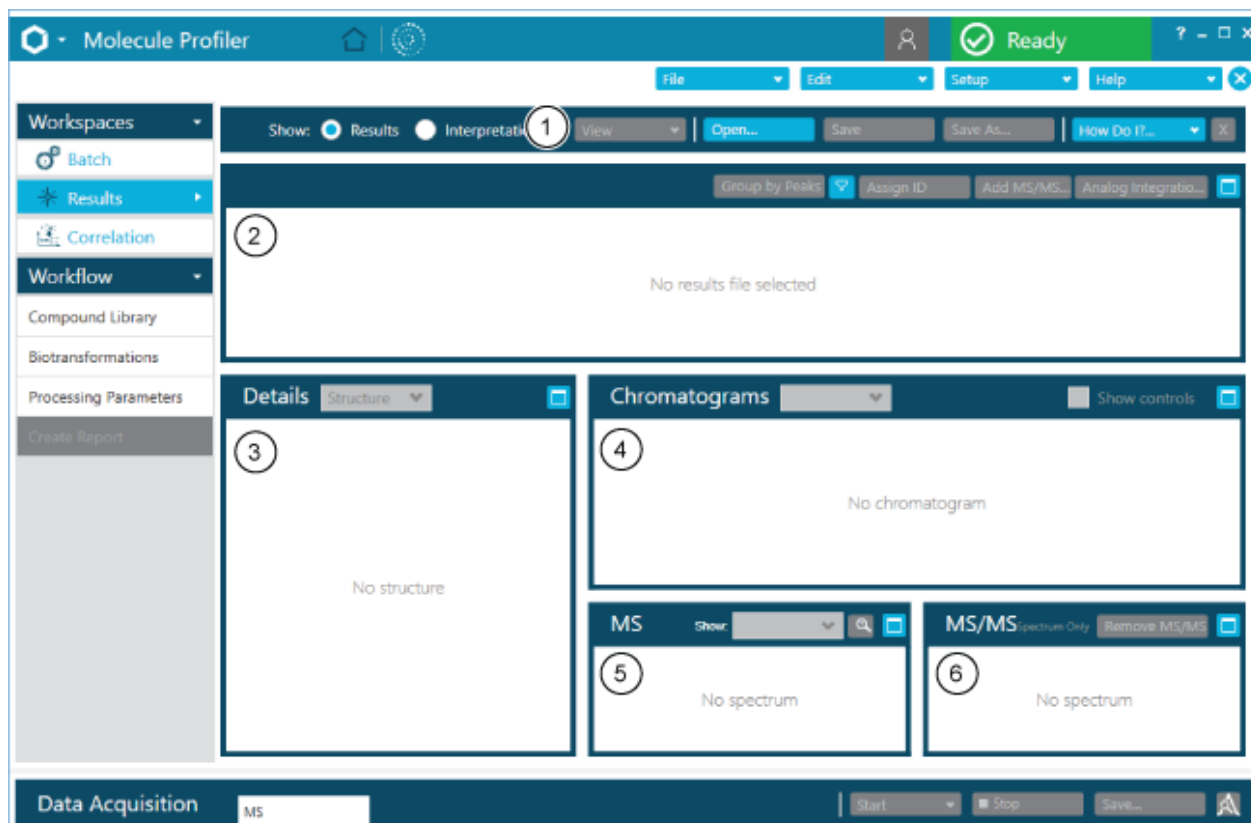 Molecule Profiler
Ready
? 
File Edit Setup Help
Workspaces
Show: Results Interpretati 1 View Open... Save Save As... How Do I?... X
Batch
Results
Group by Peaks Assign ID Add MS/MS... Analog Integratio...
Correlation
2
Workflow
No results file selected
Compound Library
Biotransformations
Processing Parameters
Details Structure
Chromatograms Show controls
Create Report
3
4
No chromatogram
No structure
MS Show:
MS/MS Spectrum Only Remove MS/MS
5
6
No spectrum
No spectrum
Data Acquisition MS Start Stop Save...